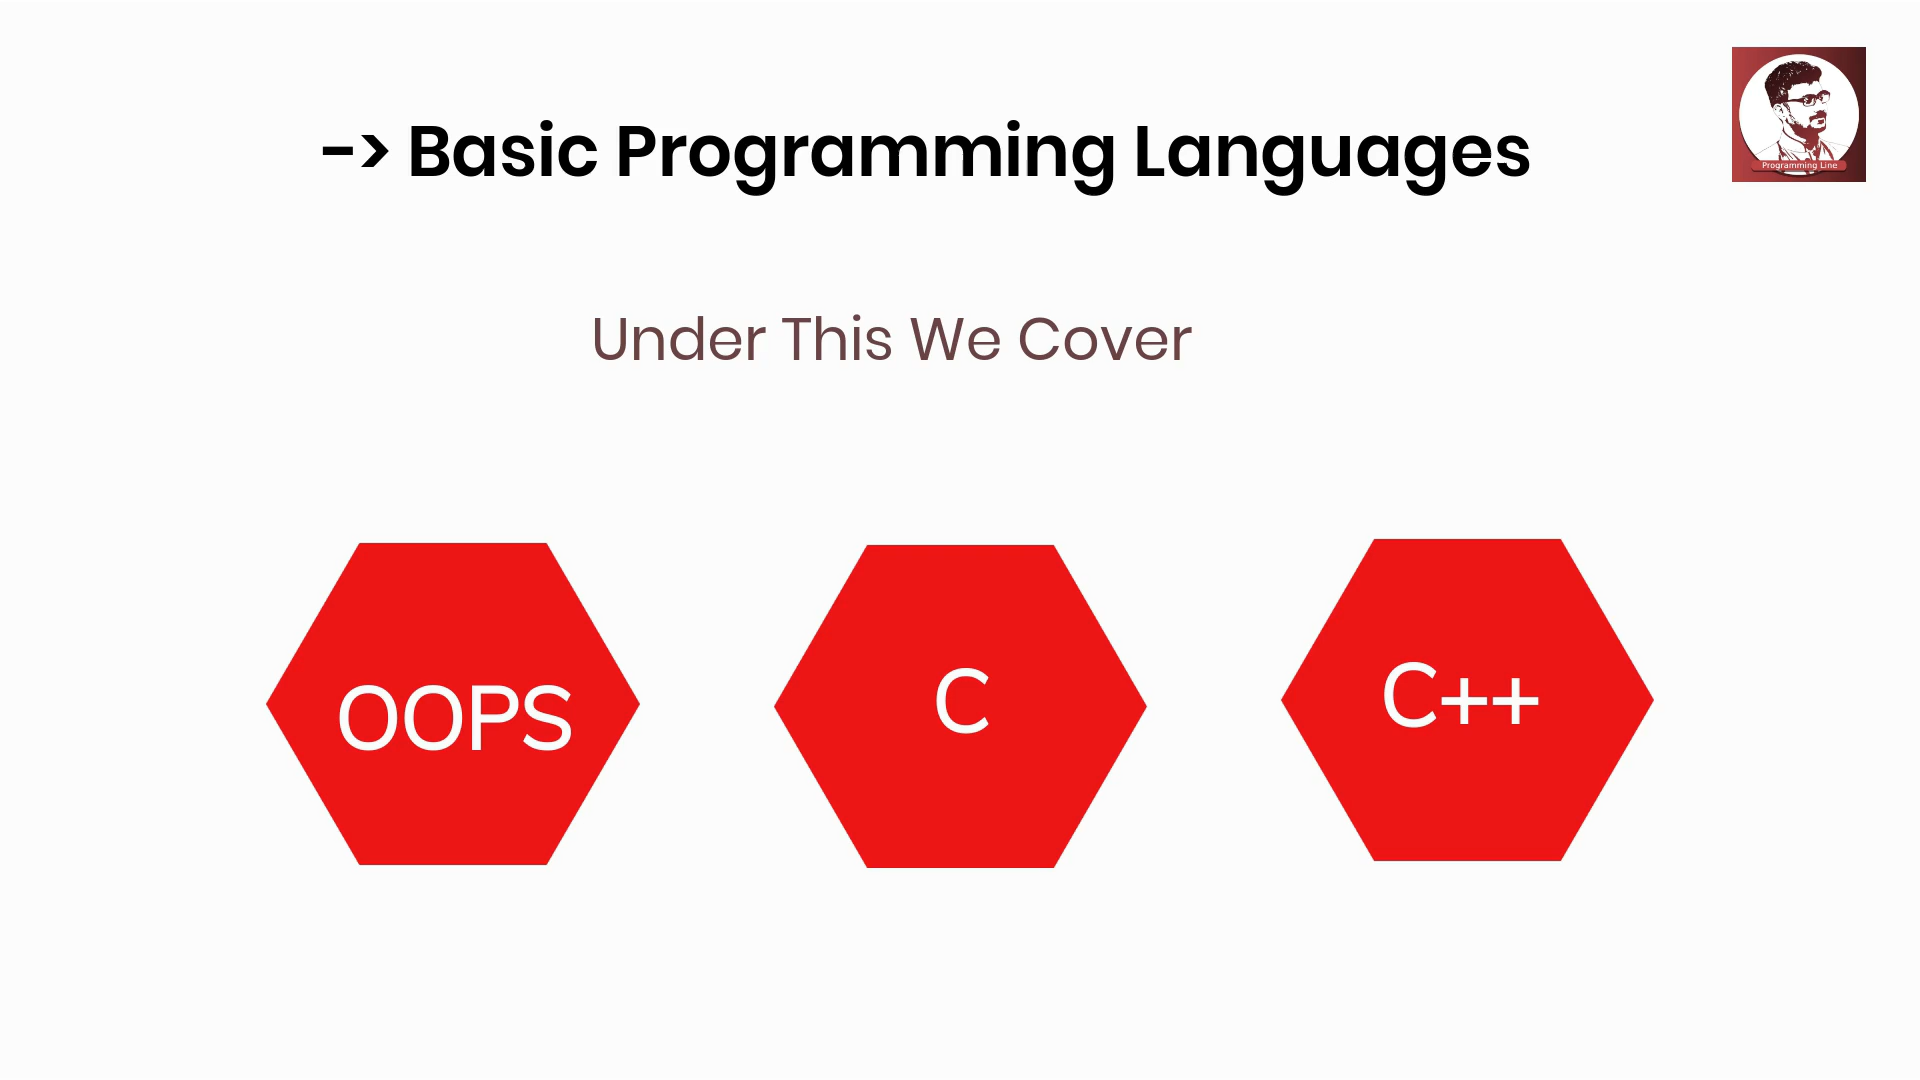 -> Basic Programming Languages
Programming Line
Under This We Cover
OOPS
C
C++